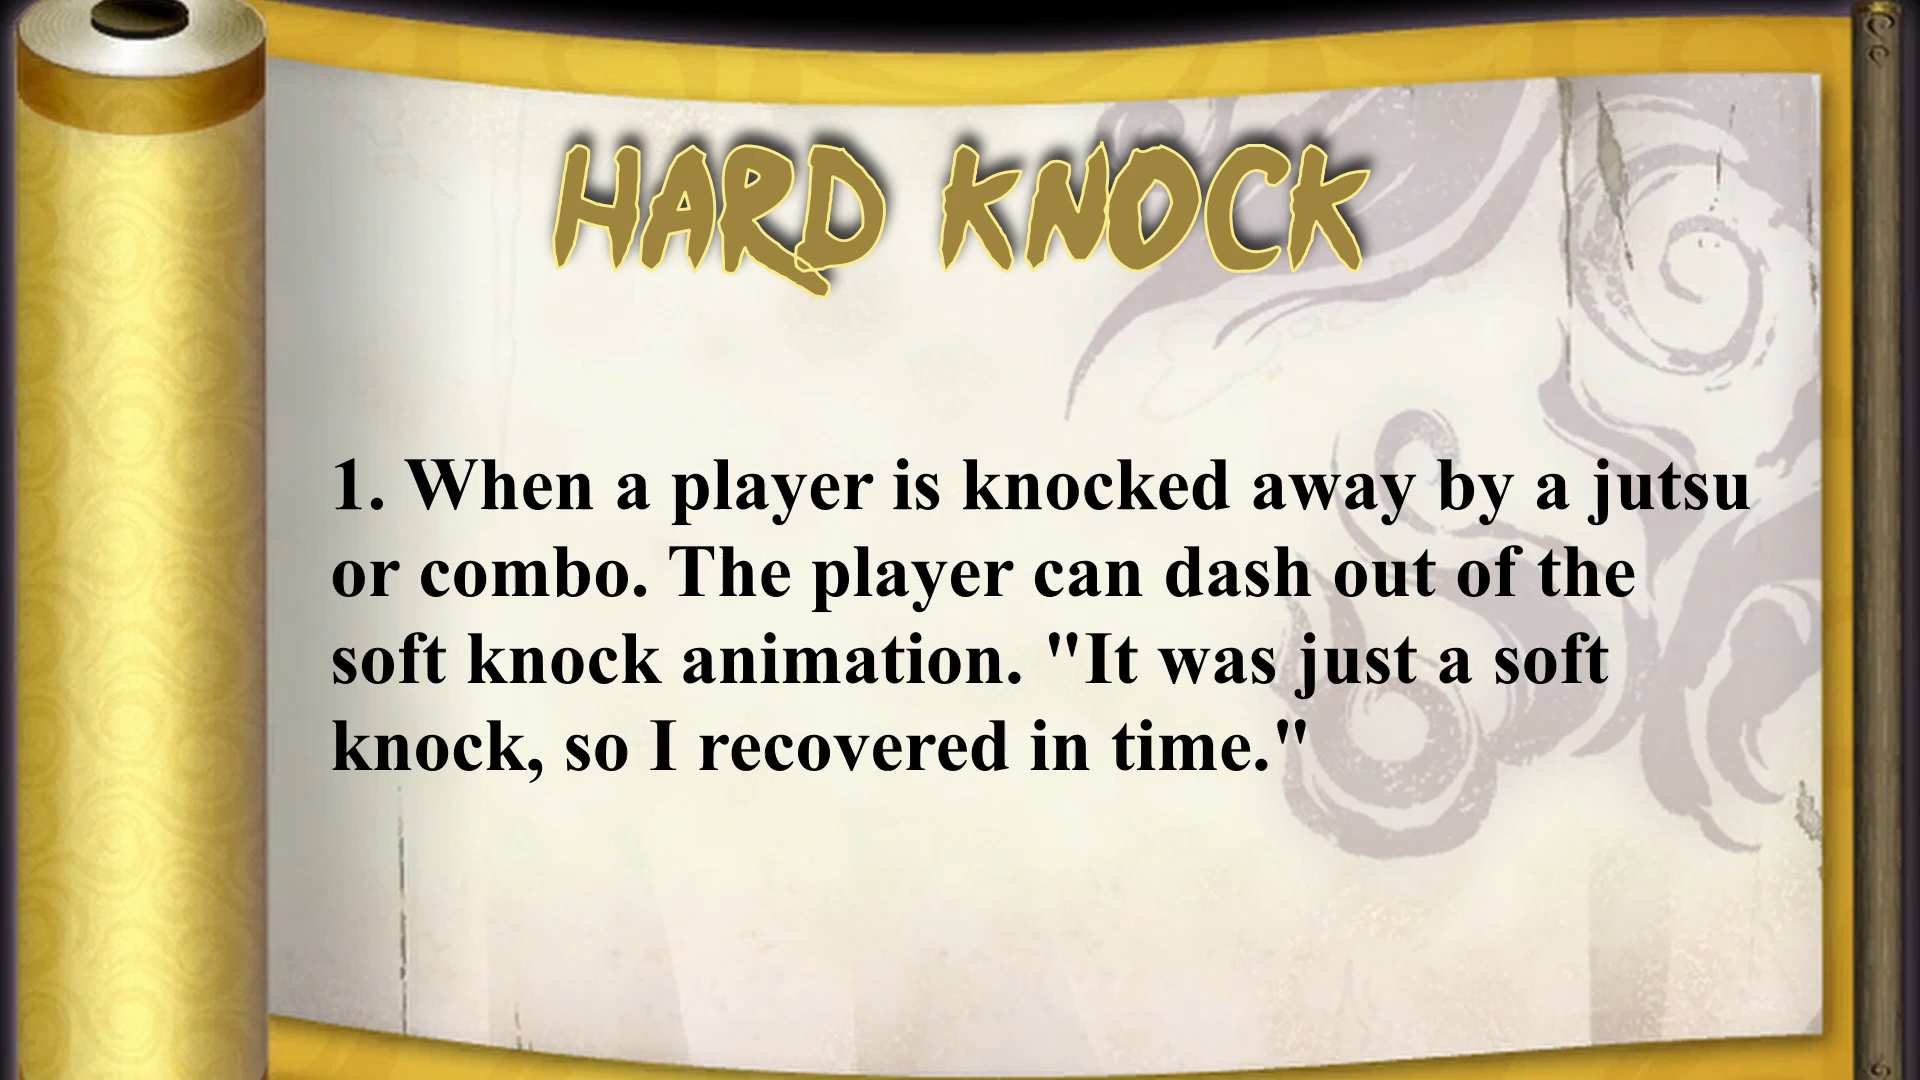 HARD KNOCK
1. When a player is knocked away by a jutsu
or combo. The player can dash out of the
soft knock animation. "It was just a soft
knock, so I recovered in time."